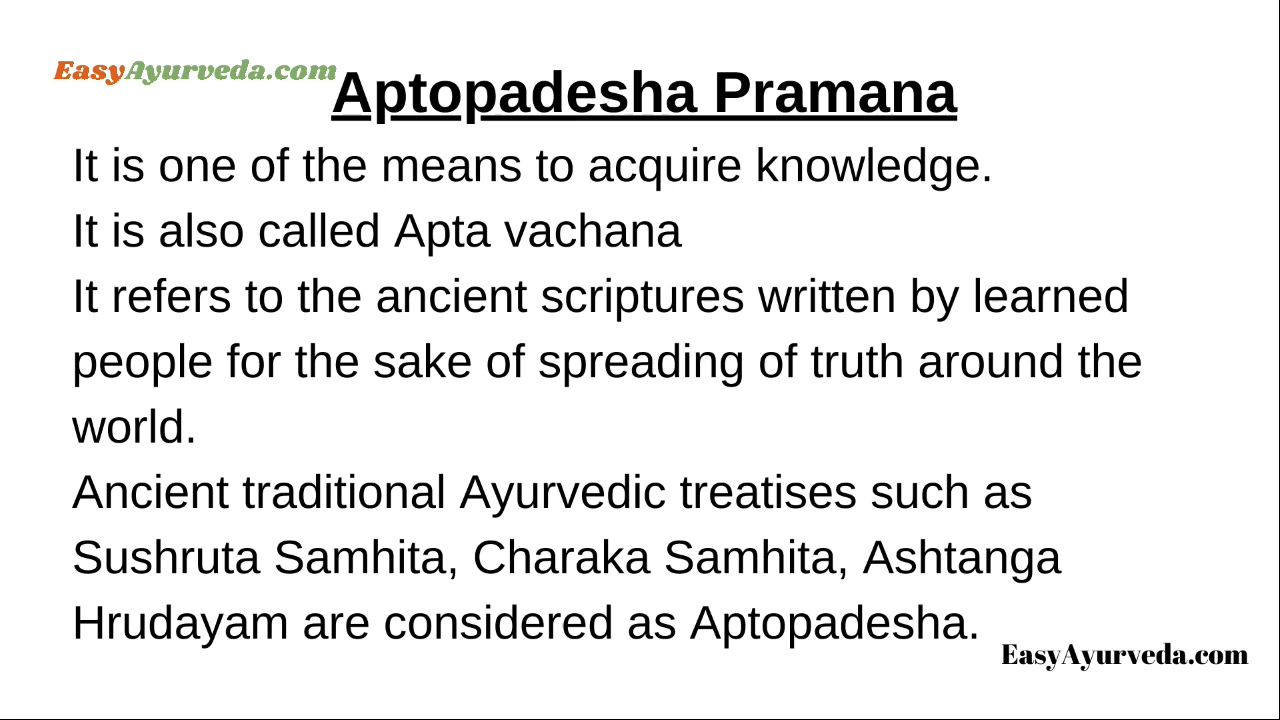 EasyAyurveda.com
Aptopadesha Pramana
It is one of the means to acquire knowledge.
It is also called Apta vachana
It refers to the ancient scriptures written by learned
people for the sake of spreading of truth around the
world.
Ancient traditional Ayurvedic treatises such as
Sushruta Samhita, Charaka Samhita, Ashtanga
Hrudayam are considered as Aptopadesha.
EasyAyurveda.com